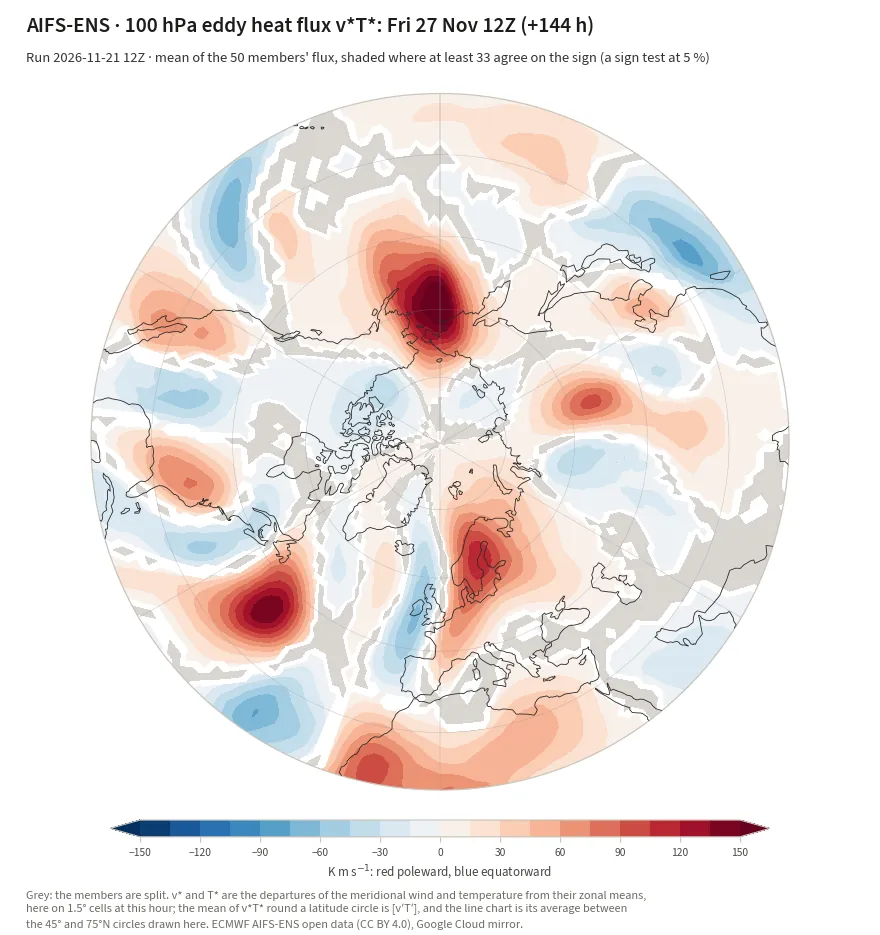 AIFS-ENS · 100 hPa eddy heat flux v*T*: Fri 27 Nov 12Z (+144 h)
Run 2026-11-21 12Z · mean of the 50 members' flux, shaded where at least 33 agree on the sign (a sign test at 5 %)
−150 −120 −90 −60 −30 0 30 60 90 120 150
K m s⁻¹: red poleward, blue equatorward
Grey: the members are split. v* and T* are the departures of the meridional wind and temperature from their zonal means,
here on 1.5° cells at this hour; the mean of v*T* round a latitude circle is [v′T′], and the line chart is its average between
the 45° and 75°N circles drawn here. ECMWF AIFS-ENS open data (CC BY 4.0), Google Cloud mirror.